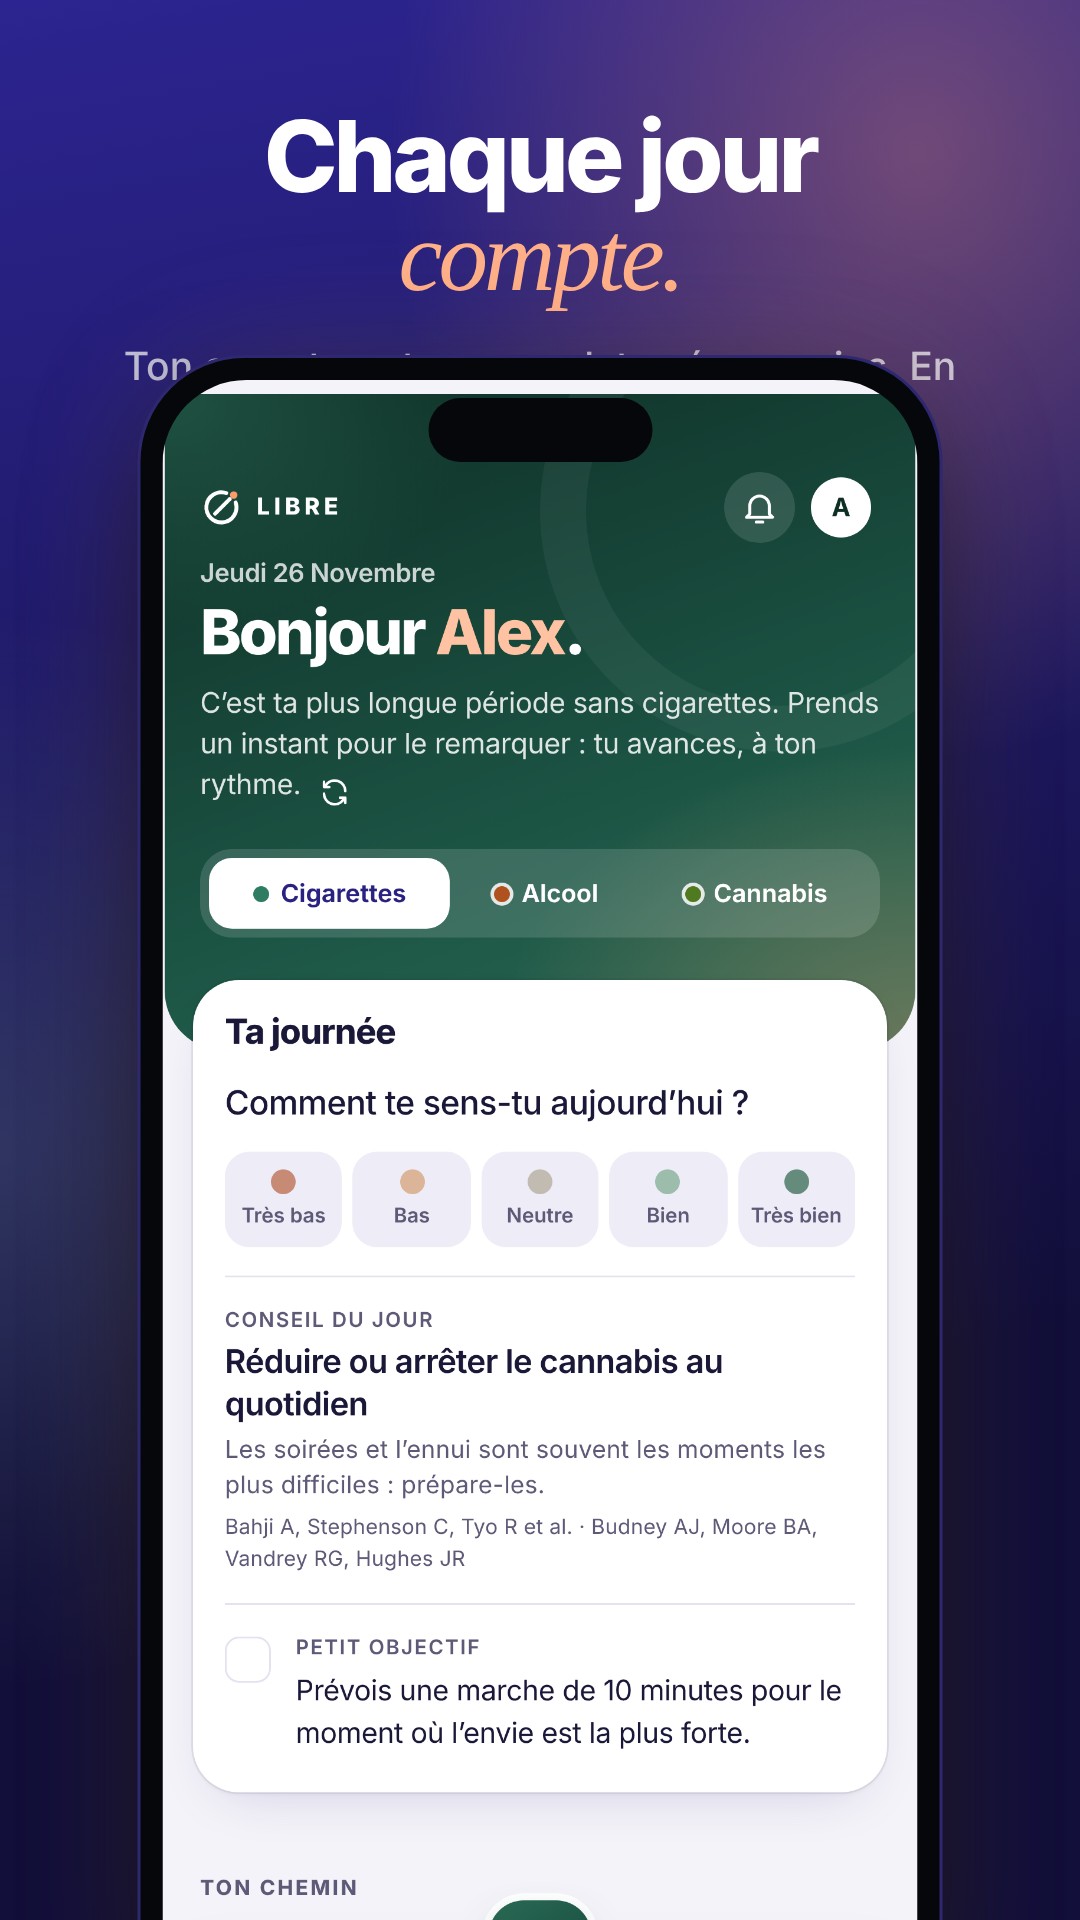 Chaque jour
compte.
Ton
En
LIBRE
A
Jeudi 26 Novembre
Bonjour Alex.
C’est ta plus longue période sans cigarettes. Prends
un instant pour le remarquer : tu avances, à ton
rythme.
Cigarettes
Alcool
Cannabis
Ta journée
Comment te sens-tu aujourd’hui ?
Très bas
Bas
Neutre
Bien
Très bien
CONSEIL DU JOUR
Réduire ou arrêter le cannabis au
quotidien
Les soirées et l’ennui sont souvent les moments les
plus difficiles : prépare-les.
Bahji A, Stephenson C, Tyo R et al. · Budney AJ, Moore BA,
Vandrey RG, Hughes JR
PETIT OBJECTIF
Prévois une marche de 10 minutes pour le
moment où l’envie est la plus forte.
TON CHEMIN